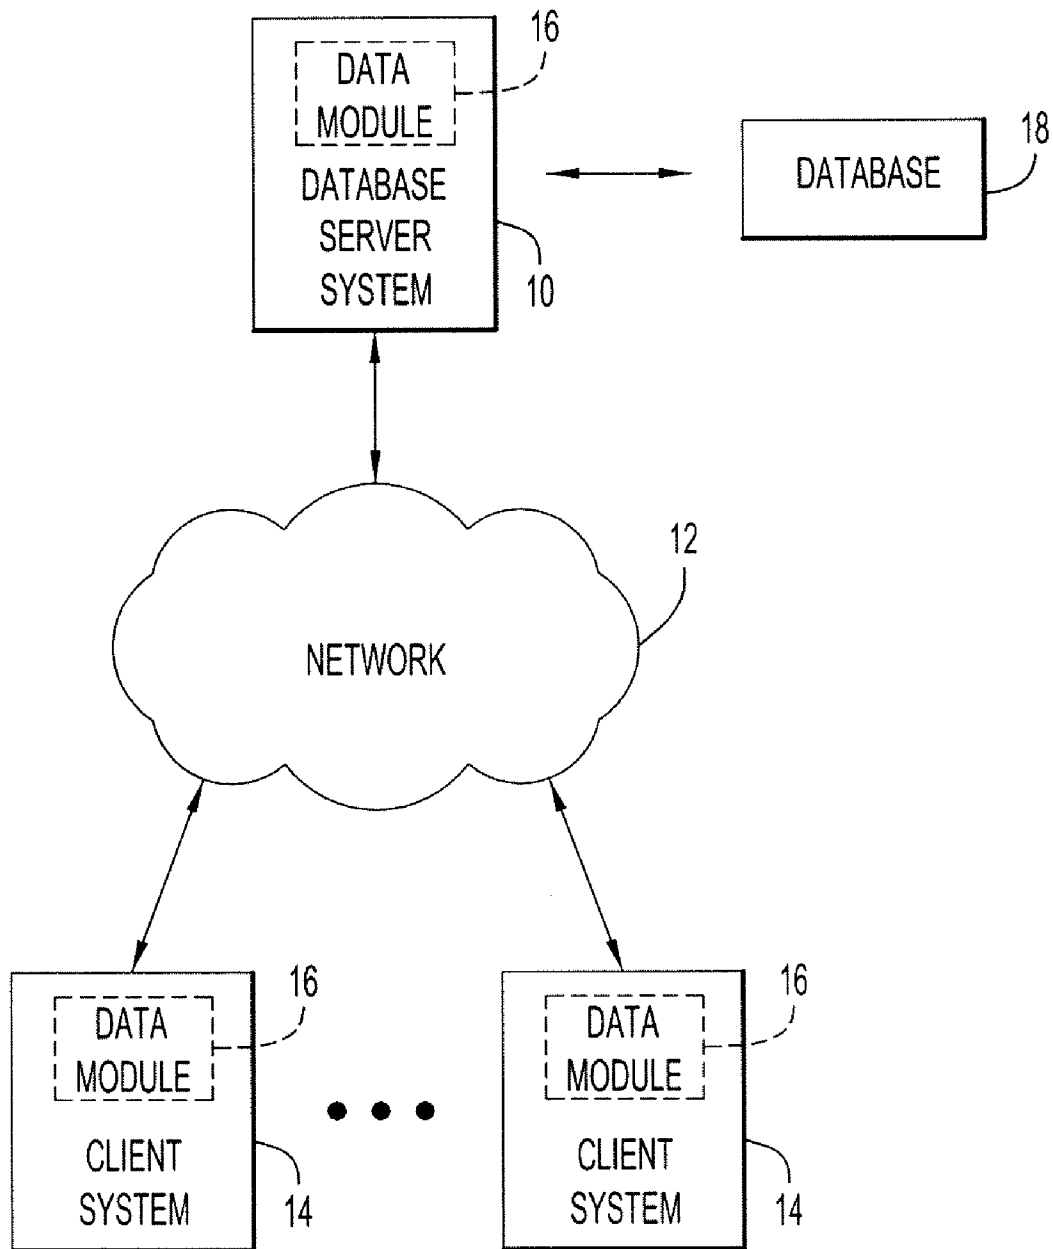 16
DATA
MODULE
DATABASE
SERVER
SYSTEM
10
DATABASE
18
12
NETWORK
16
DATA
MODULE
CLIENT
SYSTEM
14
16
DATA
MODULE
CLIENT
SYSTEM
14